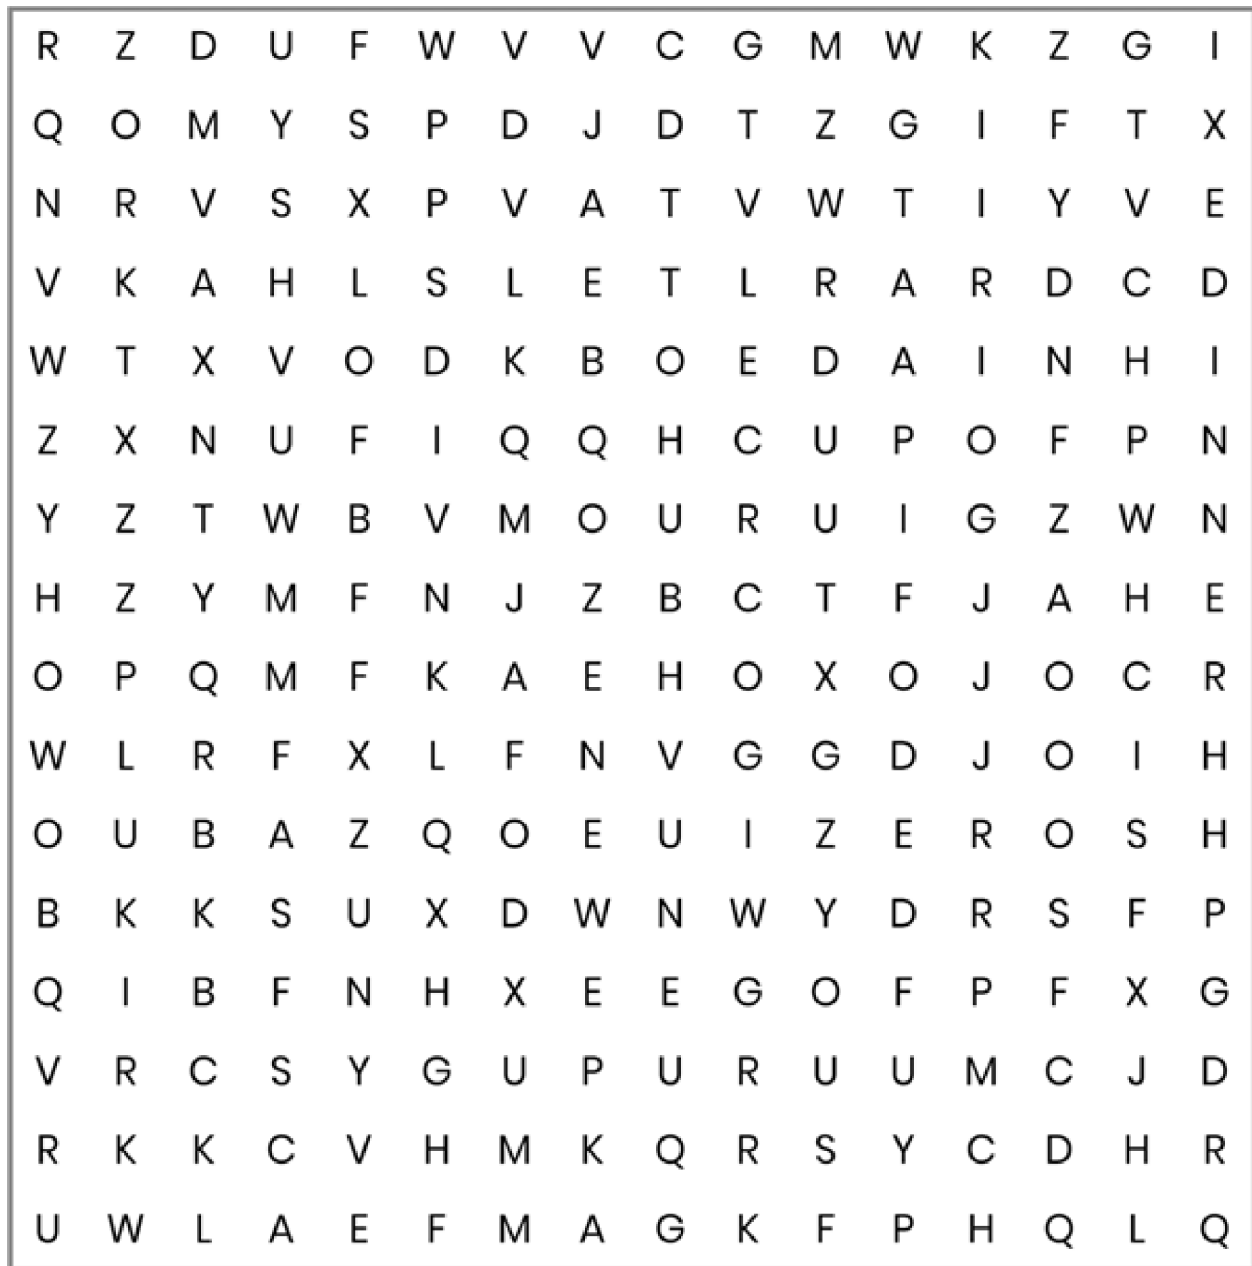 R Z D U F W V V C G M W K Z G I
Q O M Y S P D J D T Z G I F T X
N R V S X P V A T V W T I Y V E
V K A H L S L E T L R A R D C D
W T X V O D K B O E D A I N H I
Z X N U F I Q Q H C U P O F P N
Y Z T W B V M O U R U I G Z W N
H Z Y M F N J Z B C T F J A H E
O P Q M F K A E H O X O J O C R
W L R F X L F N V G G D J O I H
O U B A Z Q O E U I Z E R O S H
B K K S U X D W N W Y D R S F P
Q I B F N H X E E G O F P F X G
V R C S Y G U P U R U U M C J D
R K K C V H M K Q R S Y C D H R
U W L A E F M A G K F P H Q L Q